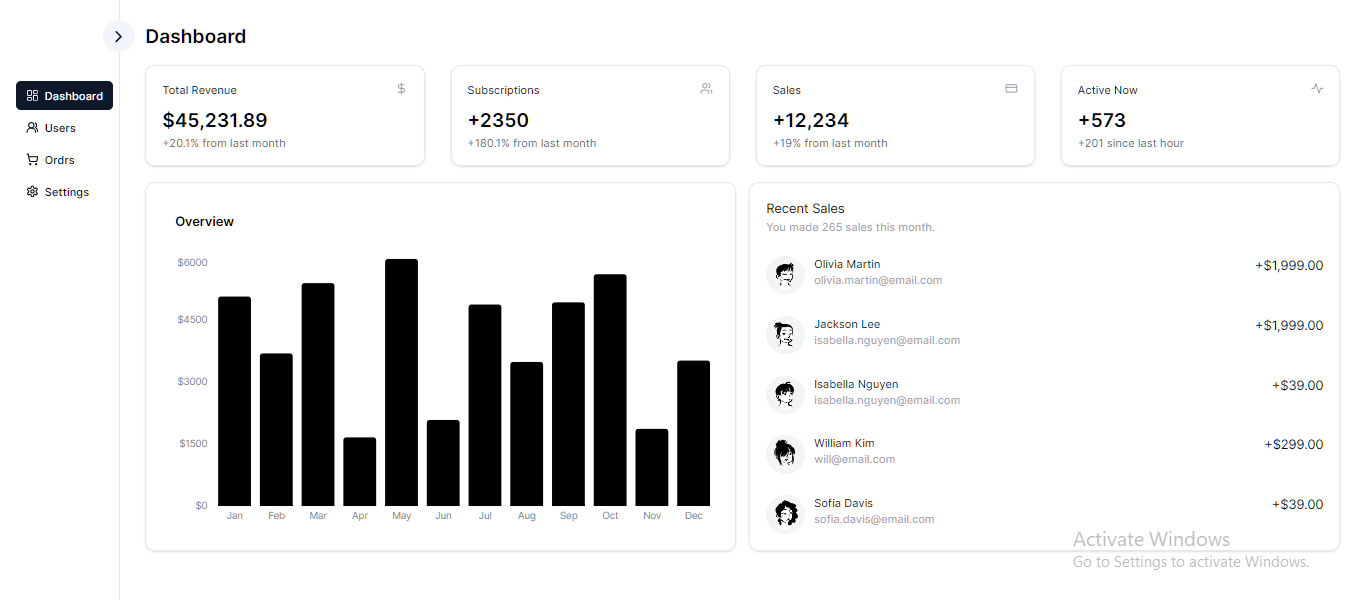 Dashboard
Dashboard
Users
Ordrs
Settings
Total Revenue
$45,231.89
+20.1% from last month
Subscriptions
+2350
+180.1% from last month
Sales
+12,234
+19% from last month
Active Now
+573
+201 since last hour
Overview
$6000
$4500
$3000
$1500
$0
Jan Feb Mar Apr May Jun Jul Aug Sep Oct Nov Dec
Recent Sales
You made 265 sales this month.
Olivia Martin +$1,999.00
olivia.martin@email.com
Jackson Lee +$1,999.00
isabella.nguyen@email.com
Isabella Nguyen +$39.00
isabella.nguyen@email.com
William Kim +$299.00
will@email.com
Sofia Davis +$39.00
sofia.davis@email.com
Activate Windows
Go to Settings to activate Windows.